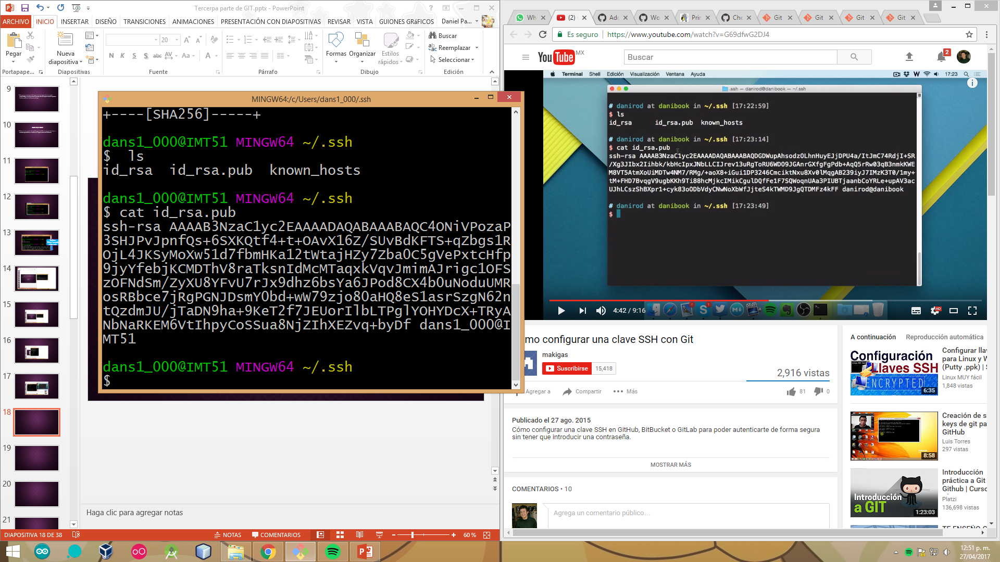 Tercerpa parte de GIT.pptx - PowerPoint
ARCHIVO INICIO INSERTAR DISEÑO TRANSICIONES ANIMACIONES PRESENTACIÓN CON DIAPOSITIVAS REVISAR VISTA GUIONES GRáFICOS Daniel Pa...
Pegar
Nueva diapositiva
20
N K S abc AV Aa A
Formas Organizar Estilos rápidos
Buscar
Reemplazar
Seleccionar
Portapape... Diapositivas Fuente Párrafo Dibujo Edición
9
10
11
12
13
14
15
16
17
18
19
20
21
MINGW64:/c/Users/dans1_000/.ssh
+----[SHA256]-----+
dans1_000@IMT51 MINGW64 ~/.ssh
$  ls
id_rsa  id_rsa.pub  known_hosts
dans1_000@IMT51 MINGW64 ~/.ssh
$ cat id_rsa.pub
ssh-rsa AAAAB3NzaC1yc2EAAAADAQABAAABAQC4ONiVPozaP
3SHJPvJpnfQs+6SXKQtf4+t+OAvX16Z/SUvBdKFTS+qZbgs1R
OjL4JKSyMoXw51d7fbmHKa12tWtajHZy7Zba0C5gVePxtcHfp
9jyYfebjKCMDThV8raTksnIdMcMTaqxkVqvJmimAJrigc1OFS
zOFNdSm/ZyXU8YFvU7rJx9dhz6bsYa6JPod8CX4b0uNoduUMR
osRBbce7jRgPGNJDsmY0bd+wW79zjo80aHQ8eS1asrSzgN62n
tQzdmJU/jTaDN9ha+9KeT2f7JEUorIlbLTPglYOHYDcX+TRyA
NbNaRKEM6VtIhpyCoSSua8NjZIhXEZvq+byDf dans1_000@I
MT51
dans1_000@IMT51 MINGW64 ~/.ssh
$
Haga clic para agregar notas
DIAPOSITIVA 18 DE 38 NOTAS COMENTARIOS 60 %
Wh (2) Ado Wo Prin Che Git Git Git Git
Es seguro https://www.youtube.com/watch?v=G69dfwG2DJ4
YouTube MX Buscar 2
Terminal Shell Edición Visualización Ventana Ayuda 17:23
.ssh — danirod@danibook — ~/.ssh
# danirod at danibook in ~/.ssh [17:22:59]
$ ls
id_rsa id_rsa.pub known_hosts
# danirod at danibook in ~/.ssh [17:23:14]
$ cat id_rsa.pub
ssh-rsa AAAAB3NzaC1yc2EAAAADAQABAAABAQDGDWupAhsodzOLhnHuyEJjDPU4a/ItJmC74RdjI+SR
/Xg3JIbx2Iihbk/kbHcIpxJNbLLCIJrev13uRgToRU6WDO9JGAnrGXfgFgPdb+AqQ5rRw03qB3nmkKWE
M8VT5AtmXoUiMDTw4NM7/RMg/+aoX8+iGui1DP3246CmciktNxu8Xv0lMqgAB239iyJ7IMzK3T0/1my+
tM+FHD7BvqgV9ugbKKh9Ti88hcMjkcIMikCgulDQfFe1F7SQWoqnUAa3PIUBTjaanbCoYRLe+upAV3ac
UJhLCszShBXpr1+cyk83oODbVdyCNwNoXbWfJjteS4kTWMD9JgQTDMFz4kFF danirod@danibook
# danirod at danibook in ~/.ssh [17:23:49]
$
4:42 / 9:16 HD
mo configurar una clave SSH con Git
makigas
Suscribirse 15,418
2,916 vistas
Agregar a Compartir Más 81 0
Publicado el 27 ago. 2015
Cómo configurar una clave SSH en GitHub, BitBucket o GitLab para poder autenticarte de forma segura
sin tener que introducir una contraseña.
MOSTRAR MÁS
COMENTARIOS • 10
Agrega un comentario público...
A continuación Reproducción automática
Configuración Llaves SSH ENCRYPTED 6:35
Configurar llav
para Linux y W
(Putty .ppk) | S
Linux MUY fácil
1,848 vistas
8:58
Creación de s
keys de git pa
GitHub
Luis Torres
297 vistas
Introducción a GIT 1:23:03
Introducción
práctica a Git
Github | Curso
Platzi
136,698 vistas
TE ENSEÑO C
12:51 p. m.
27/04/2017